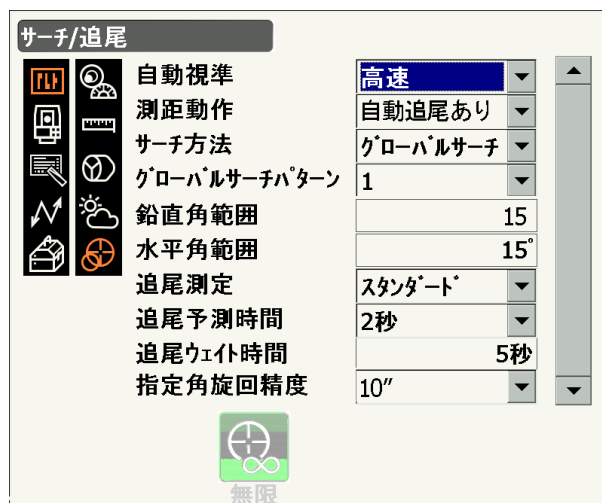 サーチ/追尾
自動視準 高速
測距動作 自動追尾あり
サーチ方法 グローバルサーチ
グローバルサーチパターン 1
鉛直角範囲 15
水平角範囲 15°
追尾測定 スタンダード
追尾予測時間 2秒
追尾ウェイト時間 5秒
指定角旋回精度 10″
無限